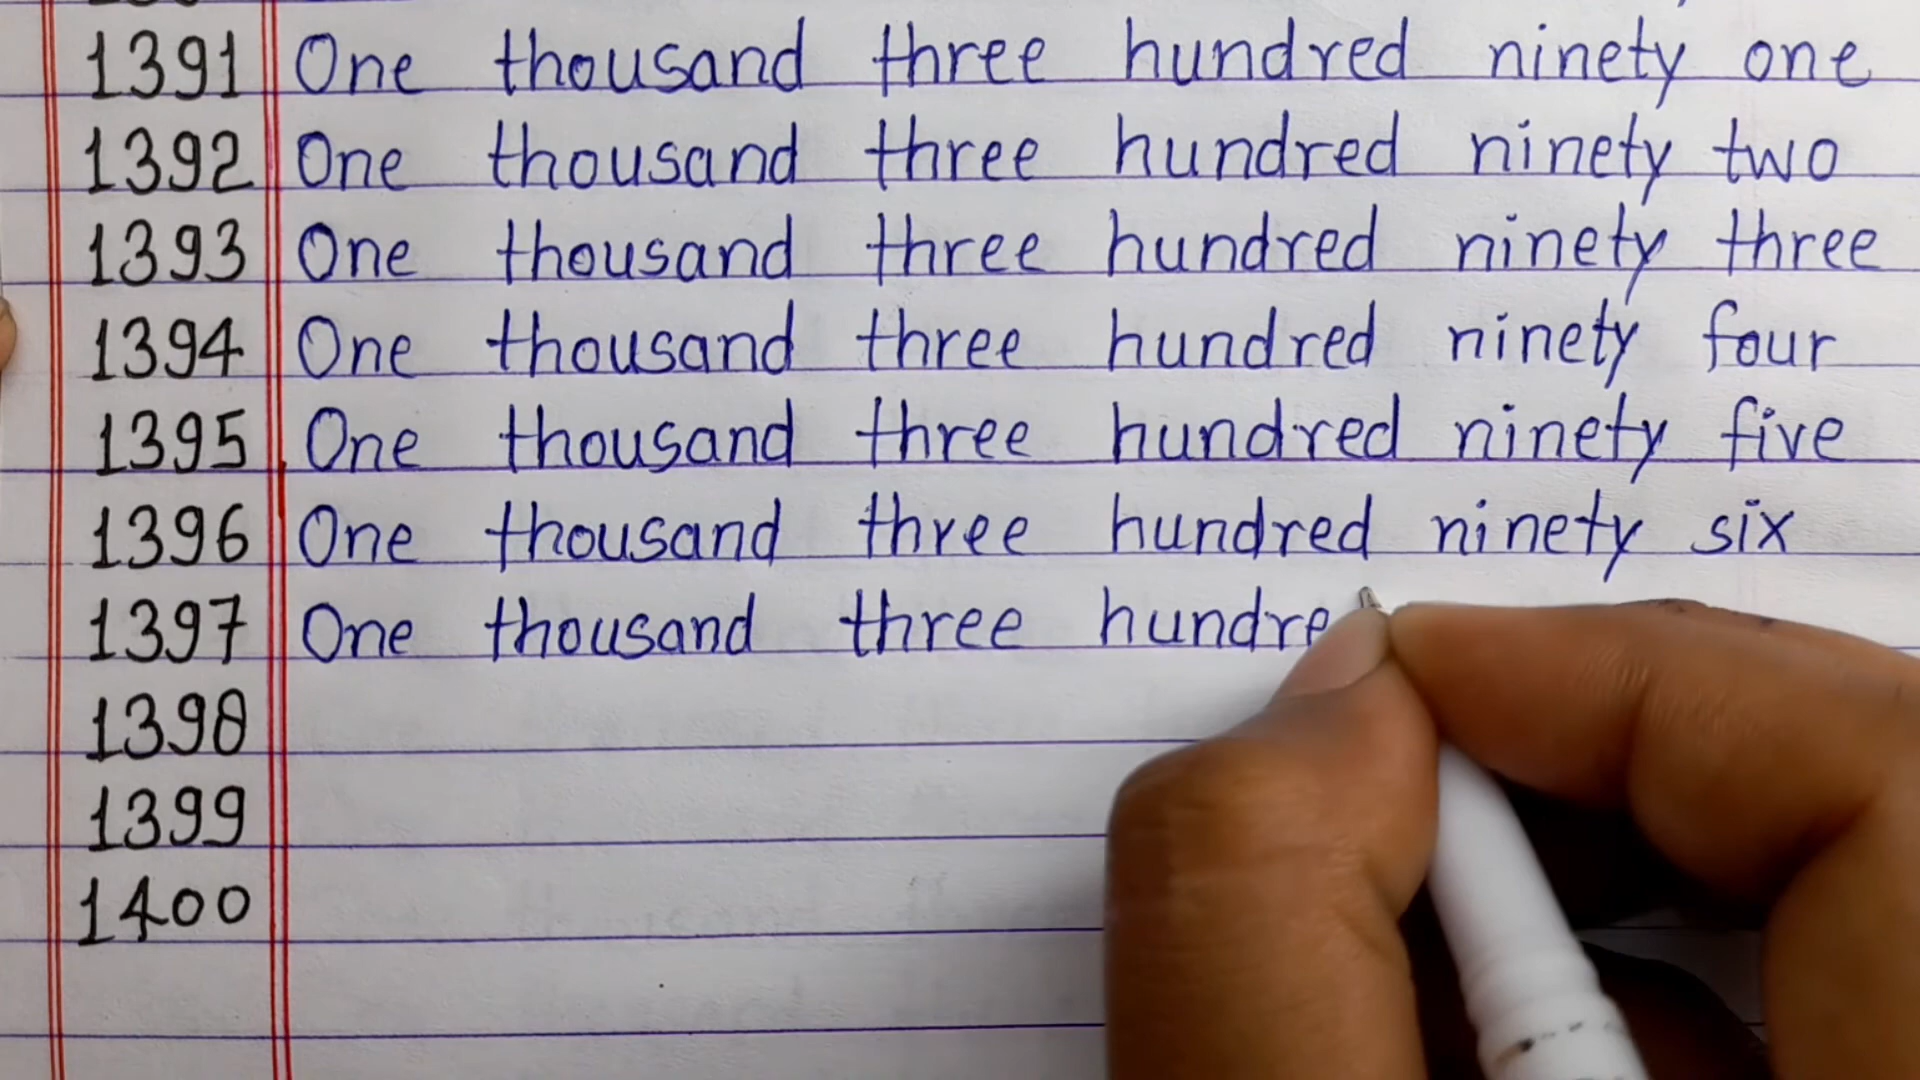 1391 One thousand three hundred ninety one
1392 One thousand three hundred ninety two
1393 One thousand three hundred ninety three
1394 One thousand three hundred ninety four
1395 One thousand three hundred ninety five
1396 One thousand three hundred ninety six
1397 One thousand three hundre
1398
1399
1400